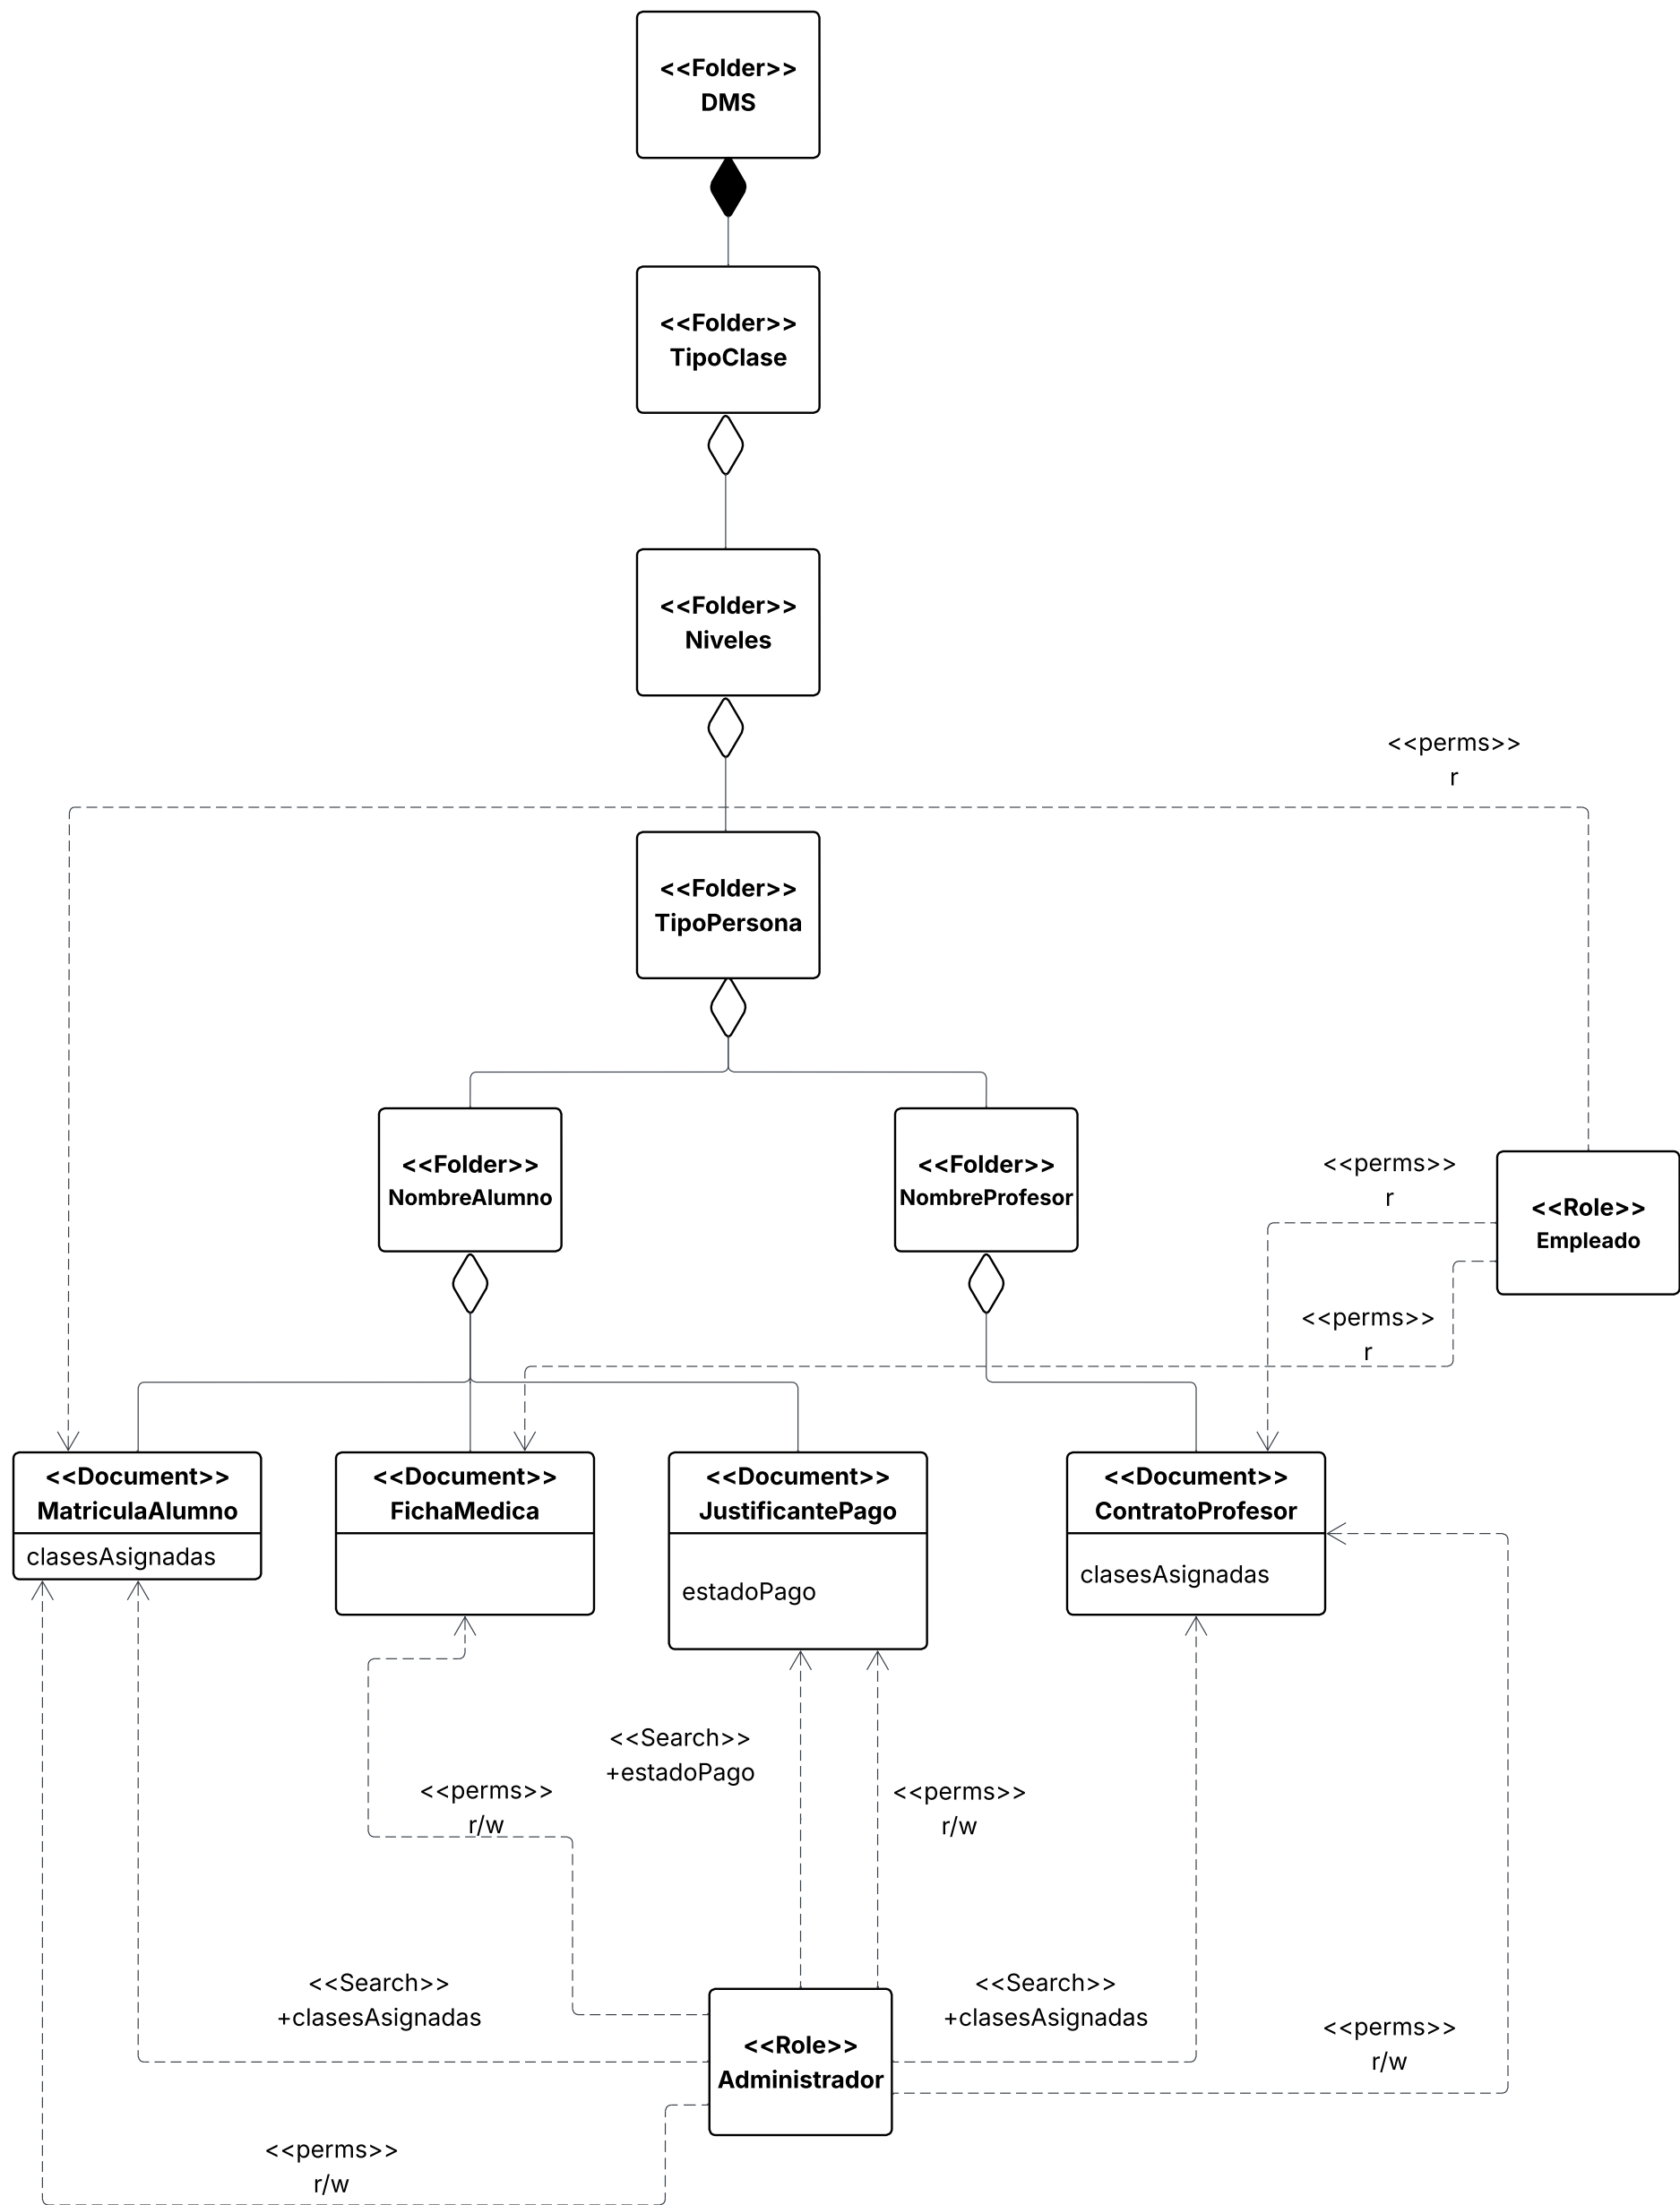 <<Folder>>
DMS
<<Folder>>
TipoClase
<<Folder>>
Niveles
<<perms>>
r
<<Folder>>
TipoPersona
<<Folder>>
NombreAlumno
<<Folder>>
NombreProfesor
<<perms>>
r
<<Role>>
Empleado
<<perms>>
r
<<Document>>
MatriculaAlumno
clasesAsignadas
<<Document>>
FichaMedica
<<Document>>
JustificantePago
estadoPago
<<Document>>
ContratoProfesor
clasesAsignadas
<<Search>>
+estadoPago
<<perms>>
r/w
<<perms>>
r/w
<<Search>>
+clasesAsignadas
<<Search>>
+clasesAsignadas
<<Role>>
Administrador
<<perms>>
r/w
<<perms>>
r/w